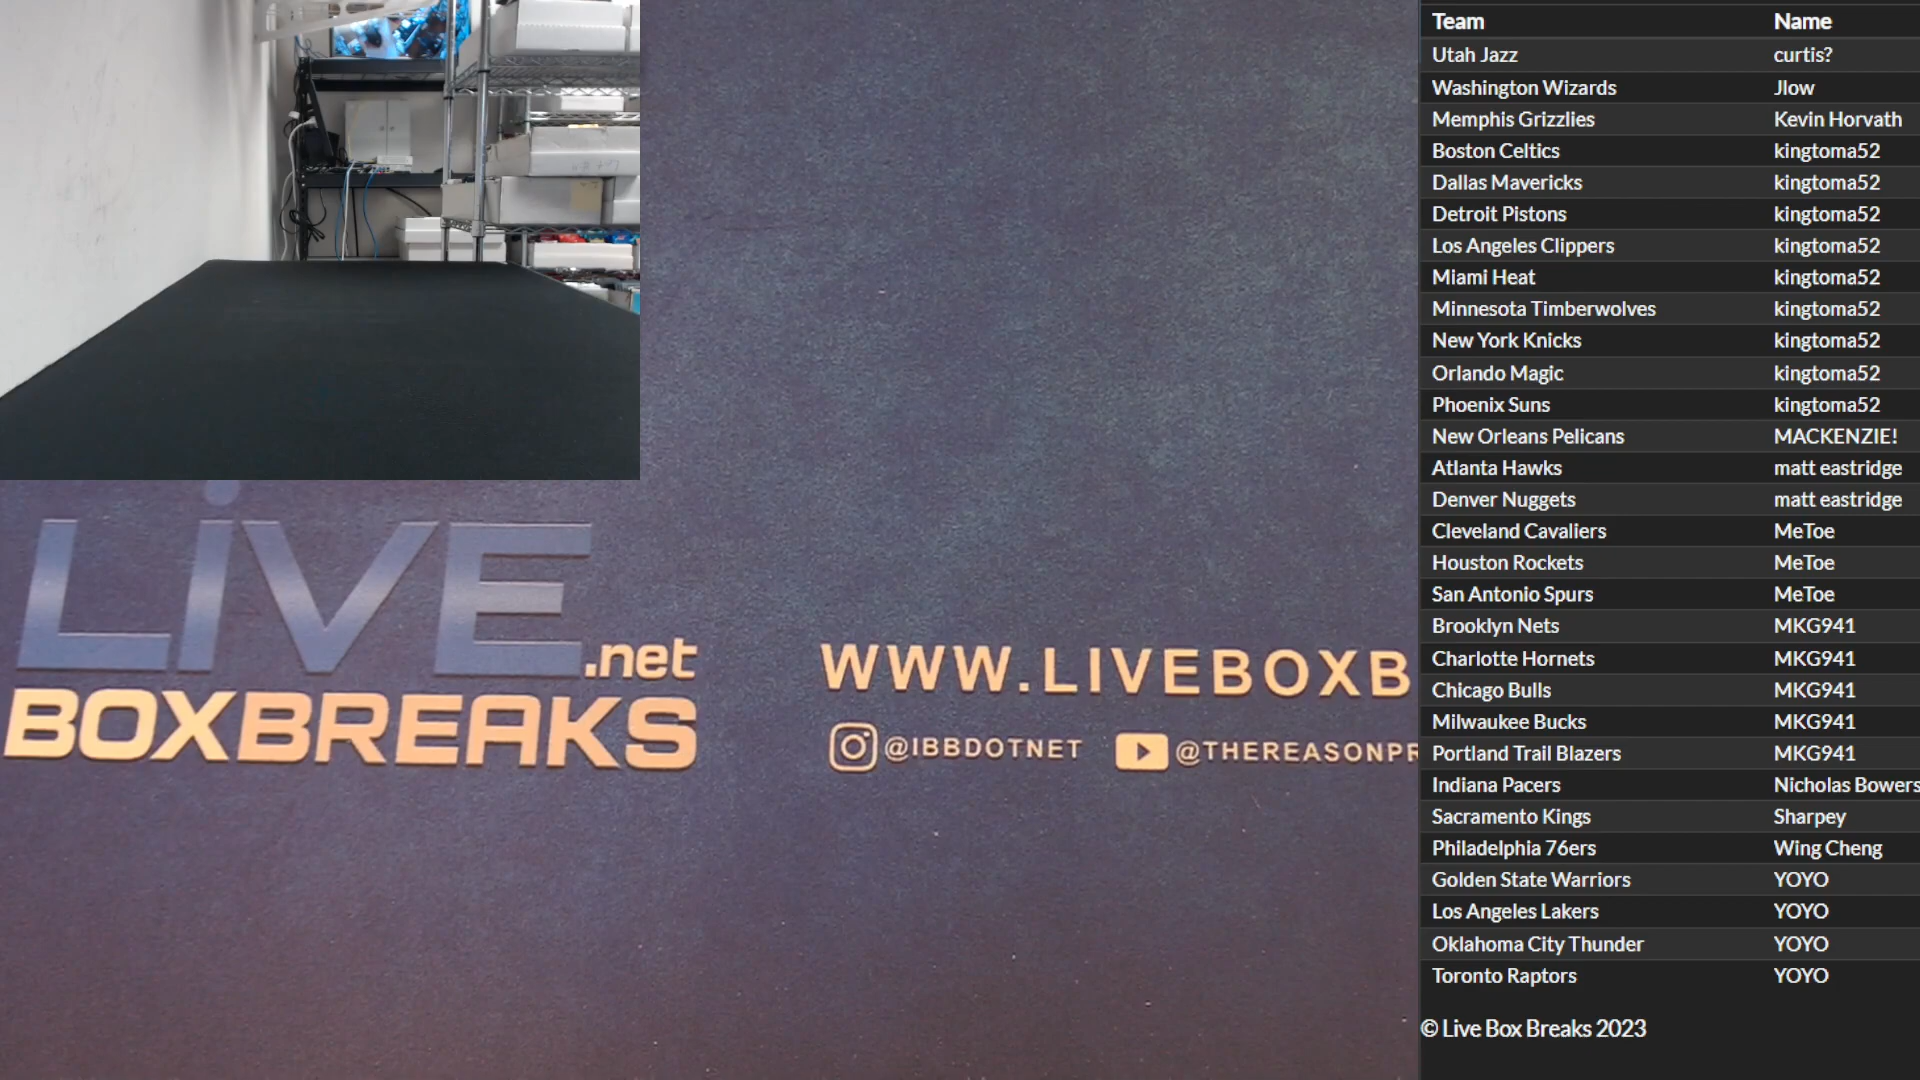 LiVE.net
BOXBREAKS
WWW.LIVEBOXB
@IBBDOTNET @THEREASONPR
Team Name
Utah Jazz curtis?
Washington Wizards Jlow
Memphis Grizzlies Kevin Horvath
Boston Celtics kingtoma52
Dallas Mavericks kingtoma52
Detroit Pistons kingtoma52
Los Angeles Clippers kingtoma52
Miami Heat kingtoma52
Minnesota Timberwolves kingtoma52
New York Knicks kingtoma52
Orlando Magic kingtoma52
Phoenix Suns kingtoma52
New Orleans Pelicans MACKENZIE!
Atlanta Hawks matt eastridge
Denver Nuggets matt eastridge
Cleveland Cavaliers MeToe
Houston Rockets MeToe
San Antonio Spurs MeToe
Brooklyn Nets MKG941
Charlotte Hornets MKG941
Chicago Bulls MKG941
Milwaukee Bucks MKG941
Portland Trail Blazers MKG941
Indiana Pacers Nicholas Bowers
Sacramento Kings Sharpey
Philadelphia 76ers Wing Cheng
Golden State Warriors YOYO
Los Angeles Lakers YOYO
Oklahoma City Thunder YOYO
Toronto Raptors YOYO
© Live Box Breaks 2023